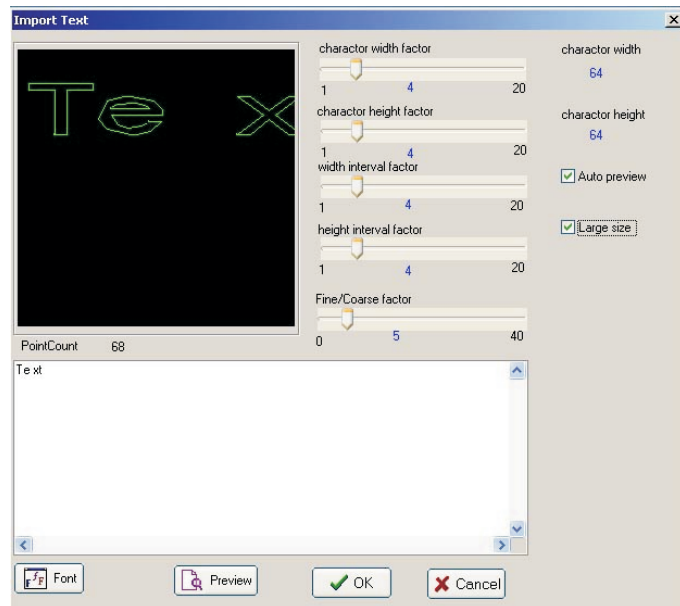 Import Text
Te x
charactor width factor
1 4 20
charactor height factor
1 4 20
width interval factor
1 4 20
height interval factor
1 4 20
Fine/Coarse factor
0 5 40
charactor width
64
charactor height
64
Auto preview
Large size
PointCount 68
Te xt
Font
Preview
OK
Cancel